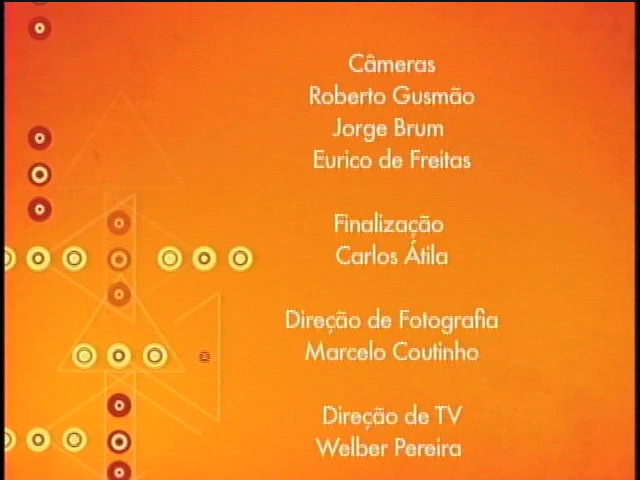 Câmeras
Roberto Gusmão
Jorge Brum
Eurico de Freitas
Finalização
Carlos Átila
Direção de Fotografia
Marcelo Coutinho
Direção de TV
Welber Pereira